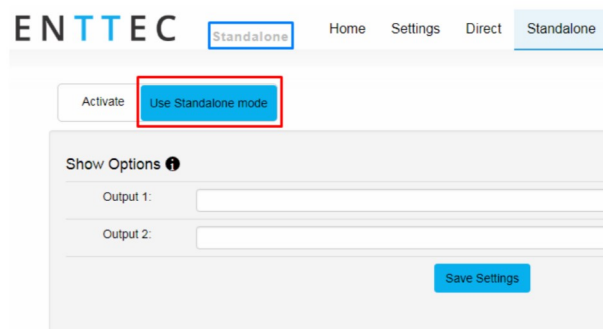 ENTTEC Standalone Home Settings Direct Standalone
Activate Use Standalone mode
Show Options
Output 1:
Output 2:
Save Settings